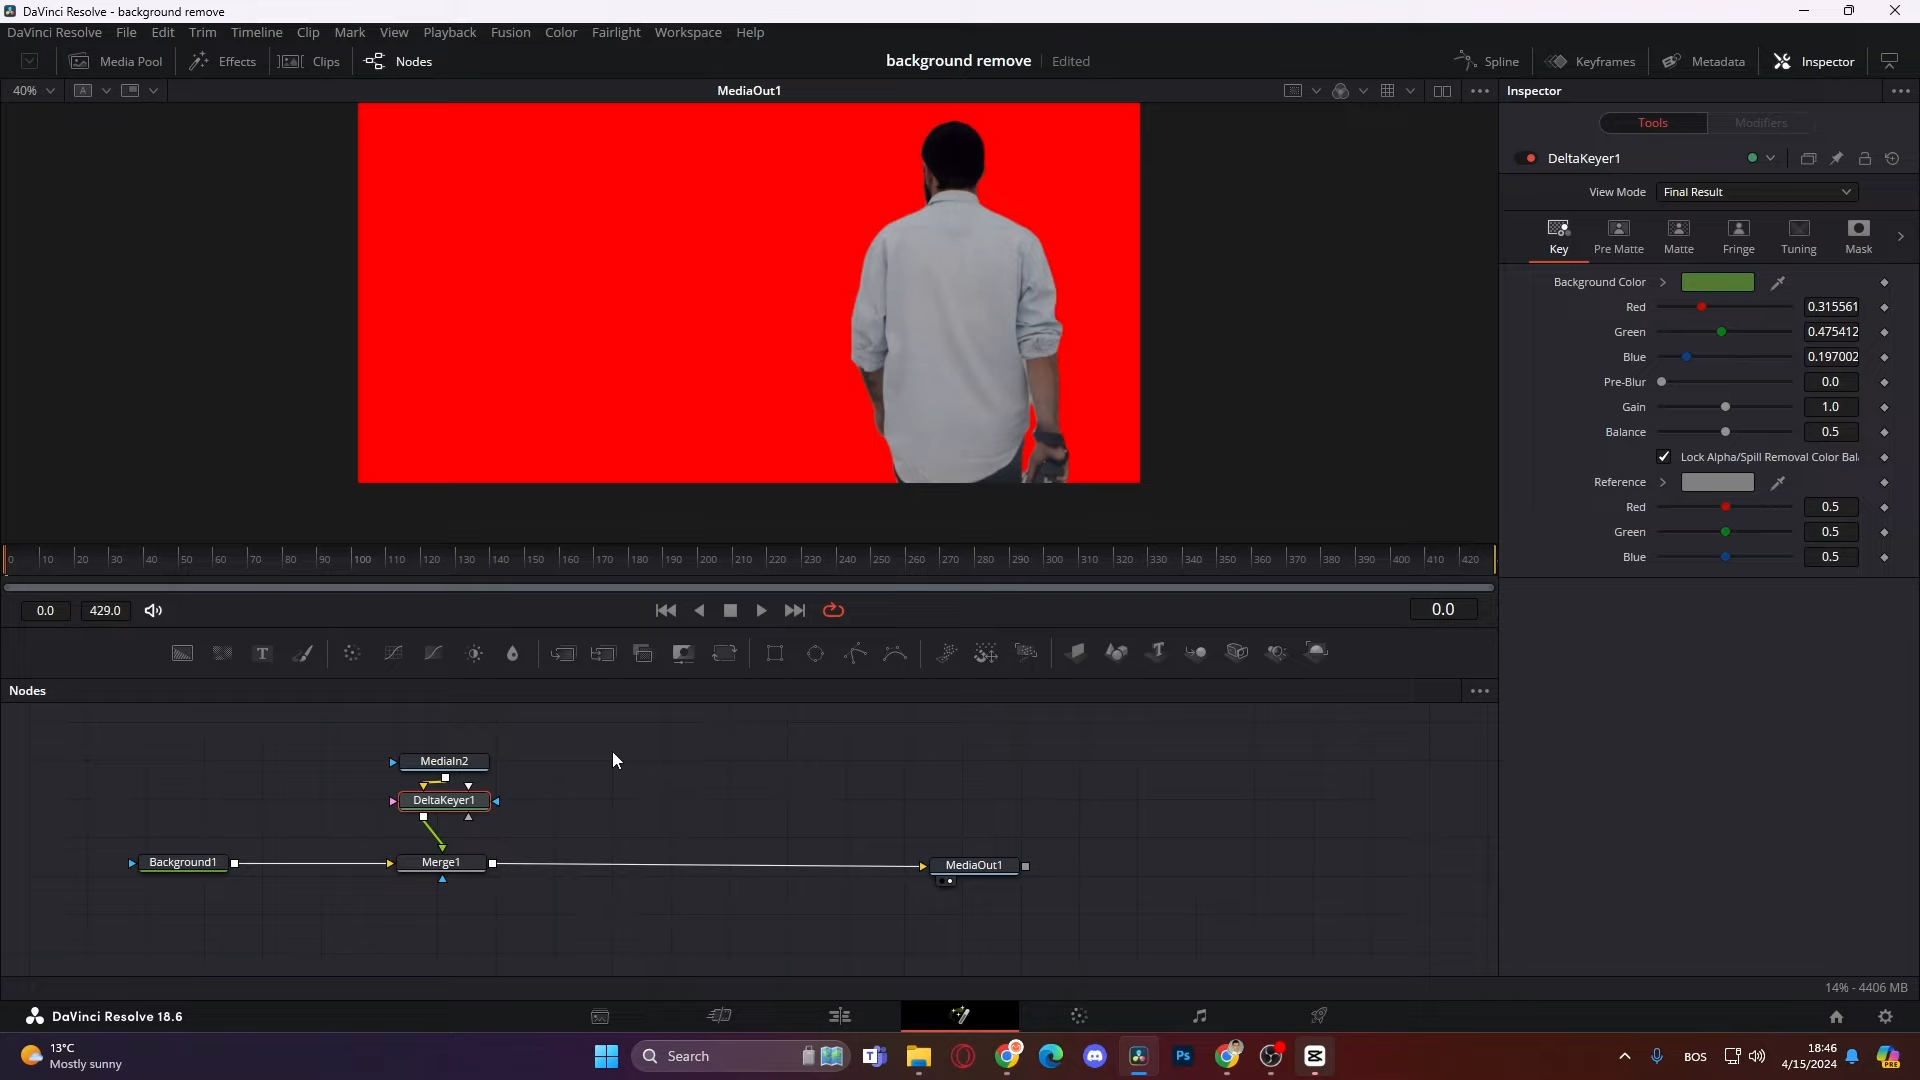 DaVinci Resolve - background remove
DaVinci Resolve File Edit Trim Timeline Clip Mark View Playback Fusion Color Fairlight Workspace Help
Media Pool Effects Clips Nodes background remove Edited Spline Keyframes Metadata Inspector
40% A MediaOut1 Inspector
Tools Modifiers
DeltaKeyer1
View Mode Final Result
Key Pre Matte Matte Fringe Tuning Mask
Background Color
Red 0.315561
Green 0.475412
Blue 0.197002
Pre-Blur 0.0
Gain 1.0
Balance 0.5
Lock Alpha/Spill Removal Color Bal
Reference
Red 0.5
Green 0.5
Blue 0.5
0 10 20 30 40 50 60 70 80 90 100 110 120 130 140 150 160 170 180 190 200 210 220 230 240 250 260 270 280 290 300 310 320 330 340 350 360 370 380 390 400 410 420
0.0 429.0 0.0
T T
Nodes
MediaIn2
DeltaKeyer1
Background1 Merge1 MediaOut1
14% - 4406 MB
DaVinci Resolve 18.6
13°C
Mostly sunny
Search
Ps
BOS
18:46
4/15/2024
PRE